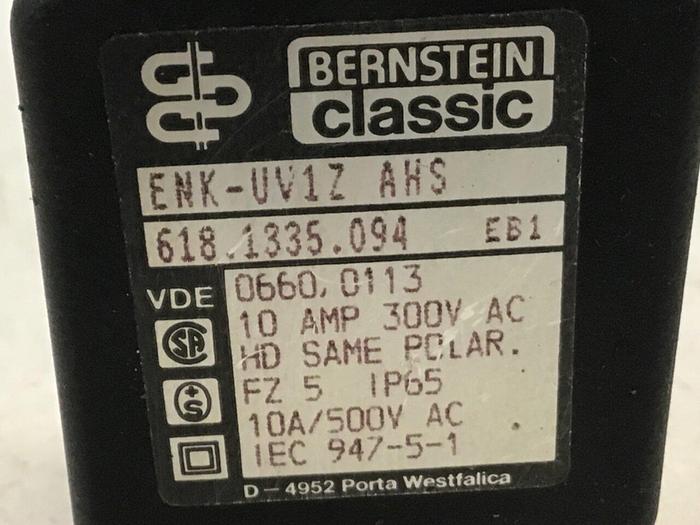 BERNSTEIN
classic
ENK-UV1Z AHS
618.1335.094 EB1
VDE
0660, 0113
10 AMP 300V AC
HD SAME POLAR.
FZ 5 IP65
10A/500V AC
IEC 947-5-1
SA
+S
D - 4952 Porta Westfalica